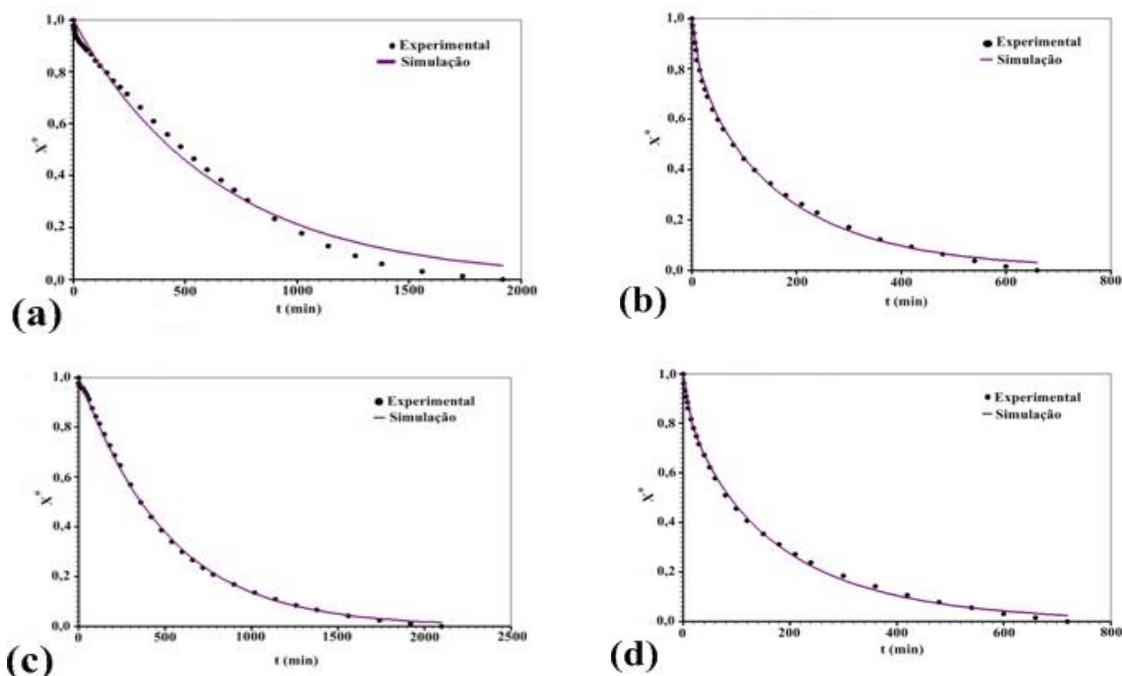 1,0
0,8
0,6
0,4
0,2
0,0
X*
Experimental
Simulação
0 500 1000 1500 2000
t (min)
(a)
1,0
0,8
0,6
0,4
0,2
0,0
X*
Experimental
Simulação
0 200 400 600 800
t (min)
(b)
1,0
0,8
0,6
0,4
0,2
0,0
X*
Experimental
Simulação
0 500 1000 1500 2000 2500
t (min)
(c)
1,0
0,8
0,6
0,4
0,2
0,0
X*
Experimental
Simulação
0 200 400 600 800
t (min)
(d)